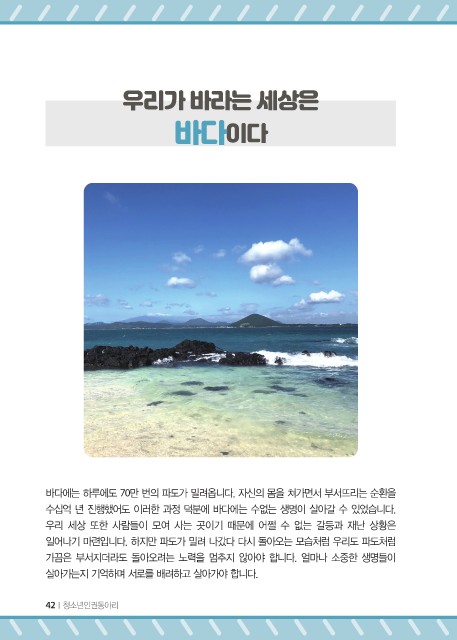 우리가 바라는 세상은
바다이다
바다에는 하루에도 70만 번의 파도가 밀려옵니다. 자신의 몸을 쳐가면서 부서뜨리는 순환을
수십억 년 진행했어도 이러한 과정 덕분에 바다에는 수없는 생명이 살아갈 수 있었습니다.
우리 세상 또한 사람들이 모여 사는 곳이기 때문에 어쩔 수 없는 갈등과 재난 상황은
일어나기 마련입니다. 하지만 파도가 밀려 나갔다 다시 돌아오는 모습처럼 우리도 파도처럼
가끔은 부서지더라도 돌아오려는 노력을 멈추지 않아야 합니다. 얼마나 소중한 생명들이
살아가는지 기억하며 서로를 배려하고 살아가야 합니다.
42 | 청소년인권동아리